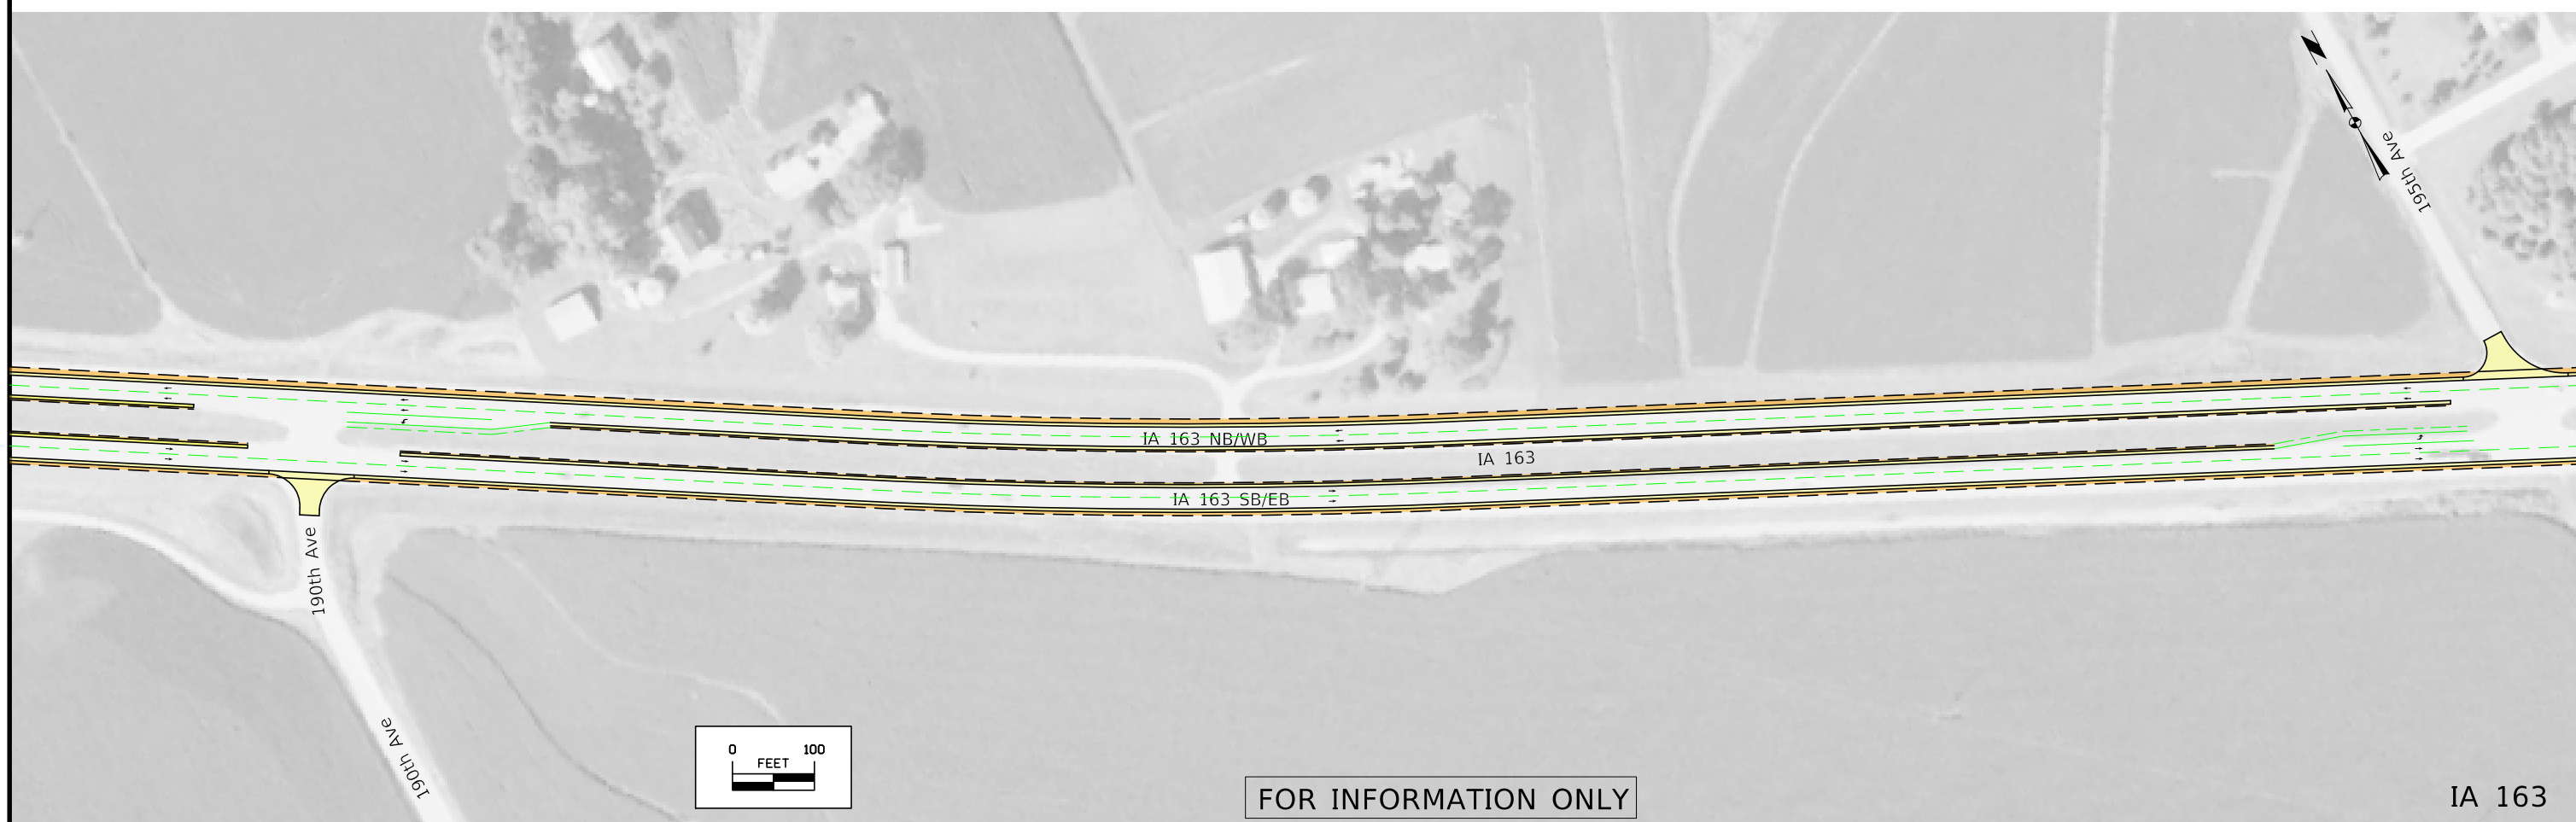 195th Ave
IA 163 NB/WB
IA 163
IA 163 SB/EB
190th Ave
190th Ave
0 100
FEET
FOR INFORMATION ONLY
IA 163